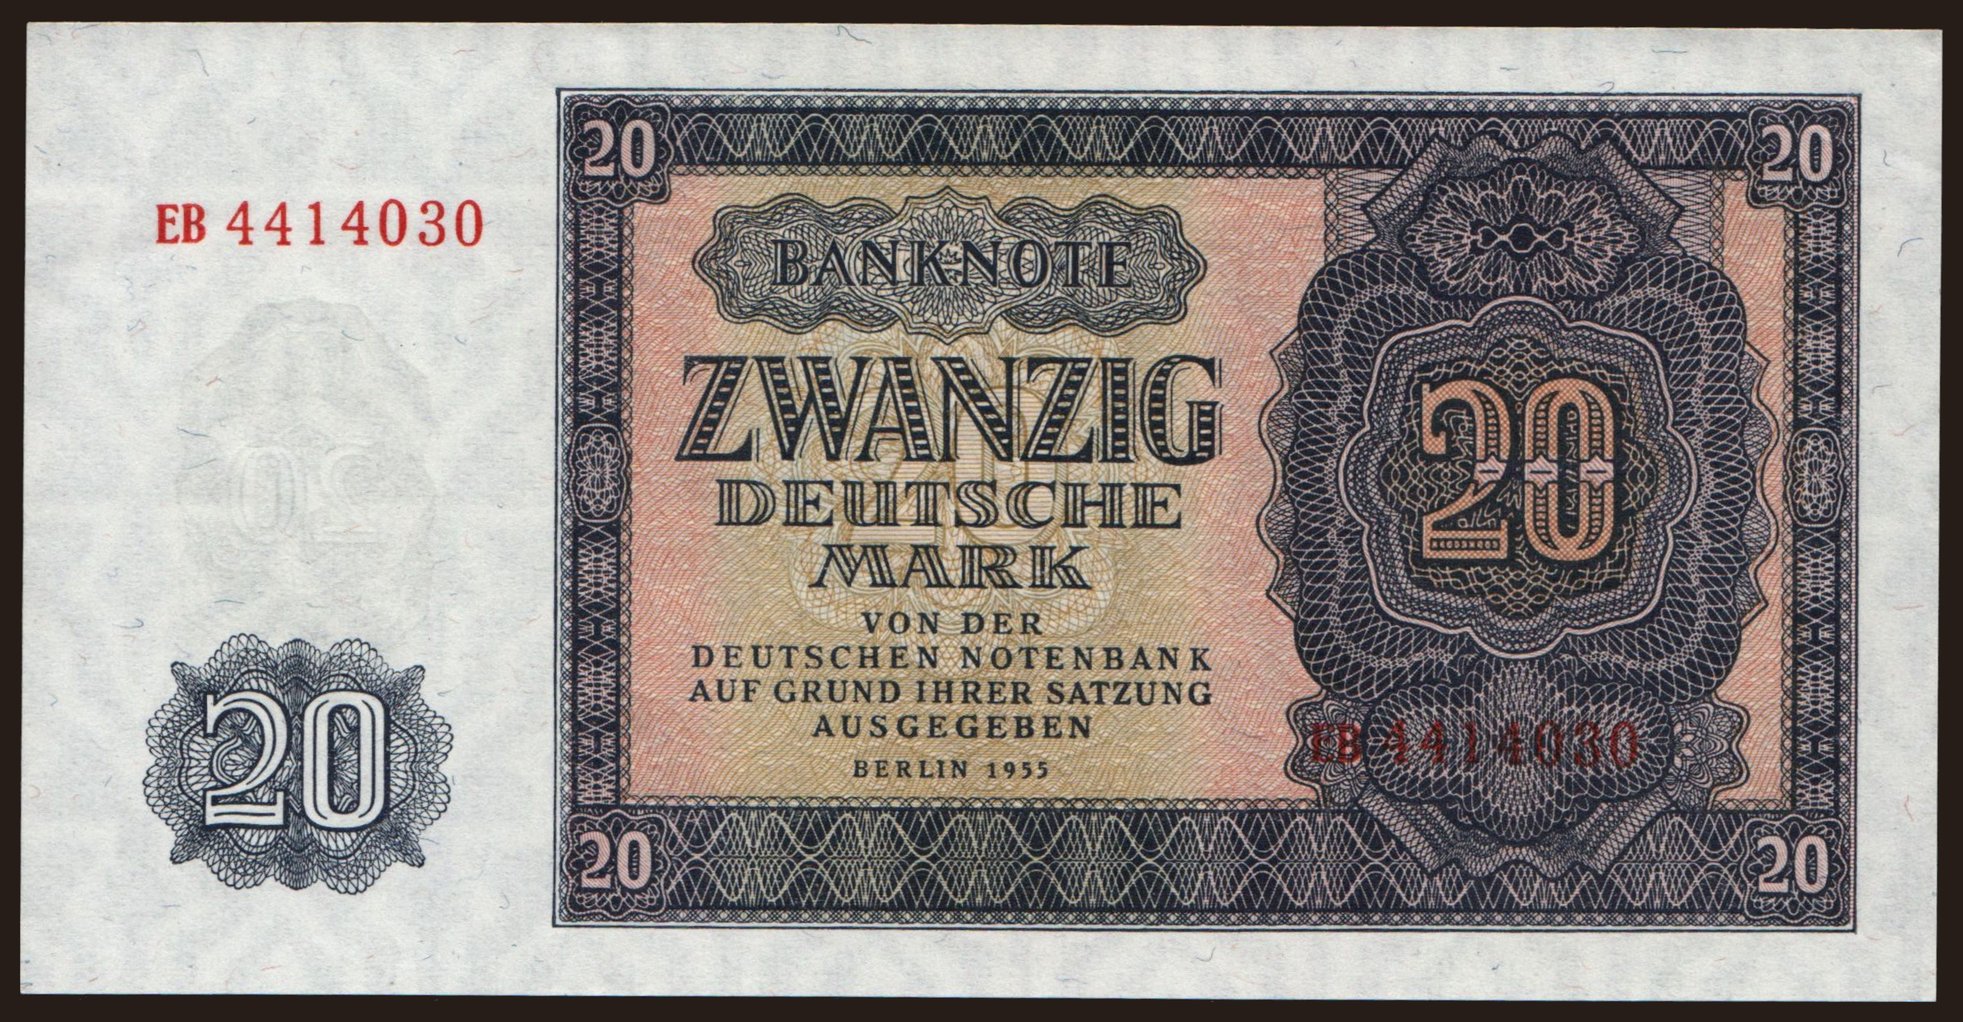 20
20
EB 4414030
BANKNOTE
ZWANZIG
DEUTSCHE
MARK
20
VON DER
DEUTSCHEN NOTENBANK
AUF GRUND IHRER SATZUNG
AUSGEGEBEN
BERLIN 1955
EB 4414030
20
20
20